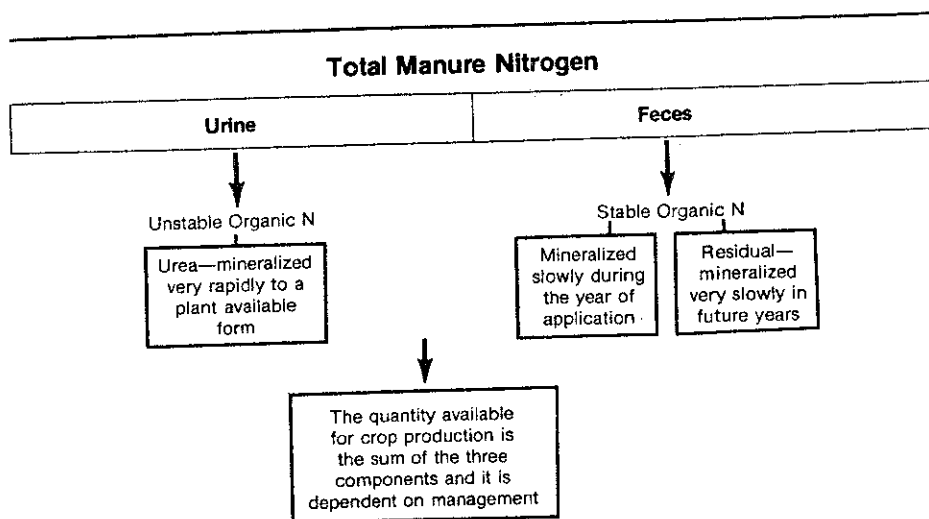 Total Manure Nitrogen
Urine
Feces
Unstable Organic N
Urea—mineralized
very rapidly to a
plant available
form
Stable Organic N
Mineralized
slowly during
the year of
application
Residual—
mineralized
very slowly in
future years
The quantity available
for crop production is
the sum of the three
components and it is
dependent on management